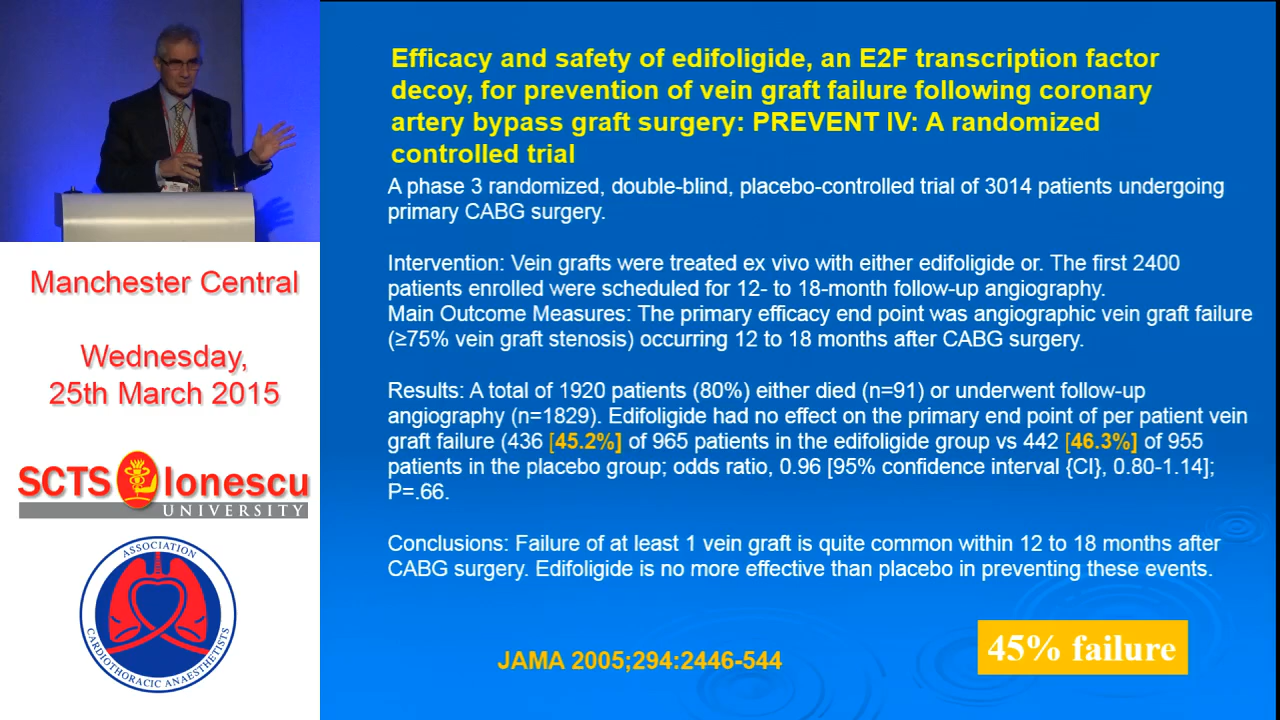 Efficacy and safety of edifoligide, an E2F transcription factor
decoy, for prevention of vein graft failure following coronary
artery bypass graft surgery: PREVENT IV: A randomized
controlled trial
A phase 3 randomized, double-blind, placebo-controlled trial of 3014 patients undergoing
primary CABG surgery.
Intervention: Vein grafts were treated ex vivo with either edifoligide or. The first 2400
patients enrolled were scheduled for 12- to 18-month follow-up angiography.
Main Outcome Measures: The primary efficacy end point was angiographic vein graft failure
(≥75% vein graft stenosis) occurring 12 to 18 months after CABG surgery.
Results: A total of 1920 patients (80%) either died (n=91) or underwent follow-up
angiography (n=1829). Edifoligide had no effect on the primary end point of per patient vein
graft failure (436 [45.2%] of 965 patients in the edifoligide group vs 442 [46.3%] of 955
patients in the placebo group; odds ratio, 0.96 [95% confidence interval {CI}, 0.80-1.14];
P=.66.
Conclusions: Failure of at least 1 vein graft is quite common within 12 to 18 months after
CABG surgery. Edifoligide is no more effective than placebo in preventing these events.
JAMA 2005;294:2446-544
45% failure
Manchester Central
Wednesday,
25th March 2015
SCTS Ionescu
UNIVERSITY
ASSOCIATION
CARDIOTHORACIC ANAESTHETISTS